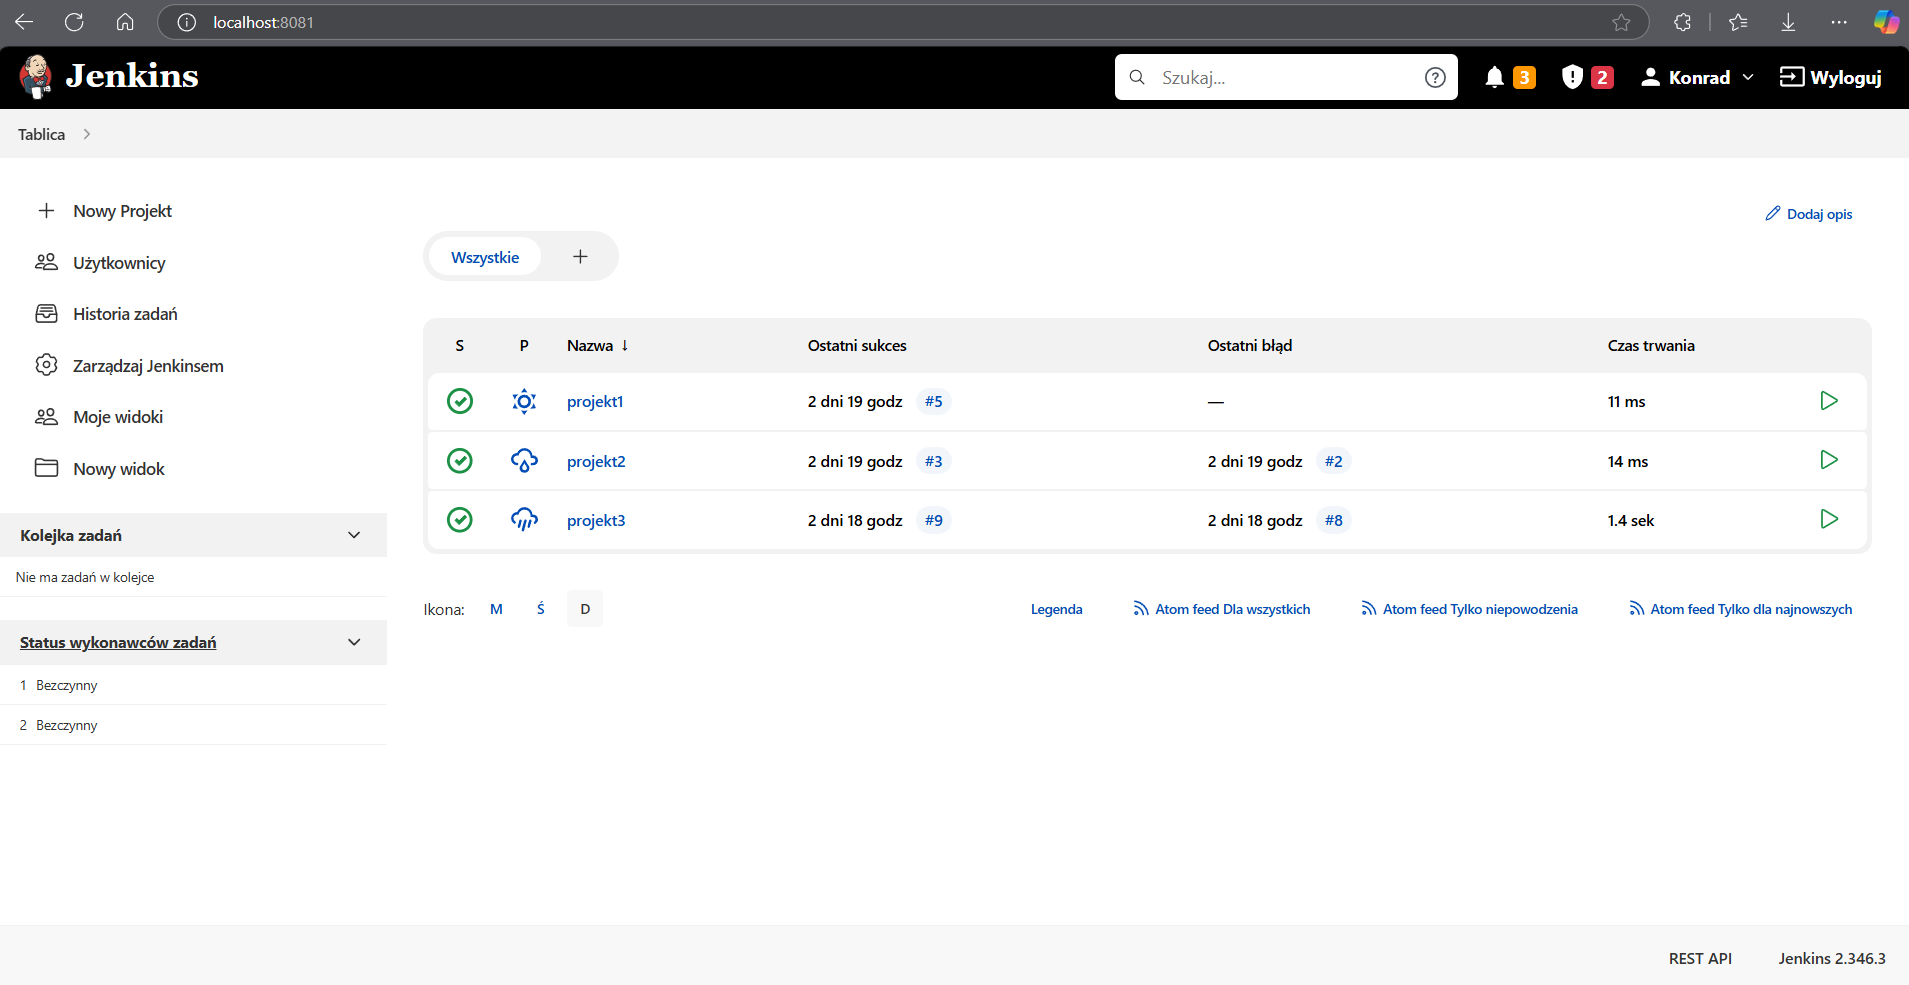 localhost:8081
Jenkins
Szukaj...
3
2
Konrad
Wyloguj
Tablica
Nowy Projekt
Użytkownicy
Historia zadań
Zarządzaj Jenkinsem
Moje widoki
Nowy widok
Kolejka zadań
Nie ma zadań w kolejce
Status wykonawców zadań
1 Bezczynny
2 Bezczynny
Dodaj opis
Wszystkie
S P Nazwa ↓ Ostatni sukces Ostatni błąd Czas trwania
projekt1 2 dni 19 godz #5 — 11 ms
projekt2 2 dni 19 godz #3 2 dni 19 godz #2 14 ms
projekt3 2 dni 18 godz #9 2 dni 18 godz #8 1.4 sek
Ikona: M Ś D Legenda Atom feed Dla wszystkich Atom feed Tylko niepowodzenia Atom feed Tylko dla najnowszych
REST API Jenkins 2.346.3